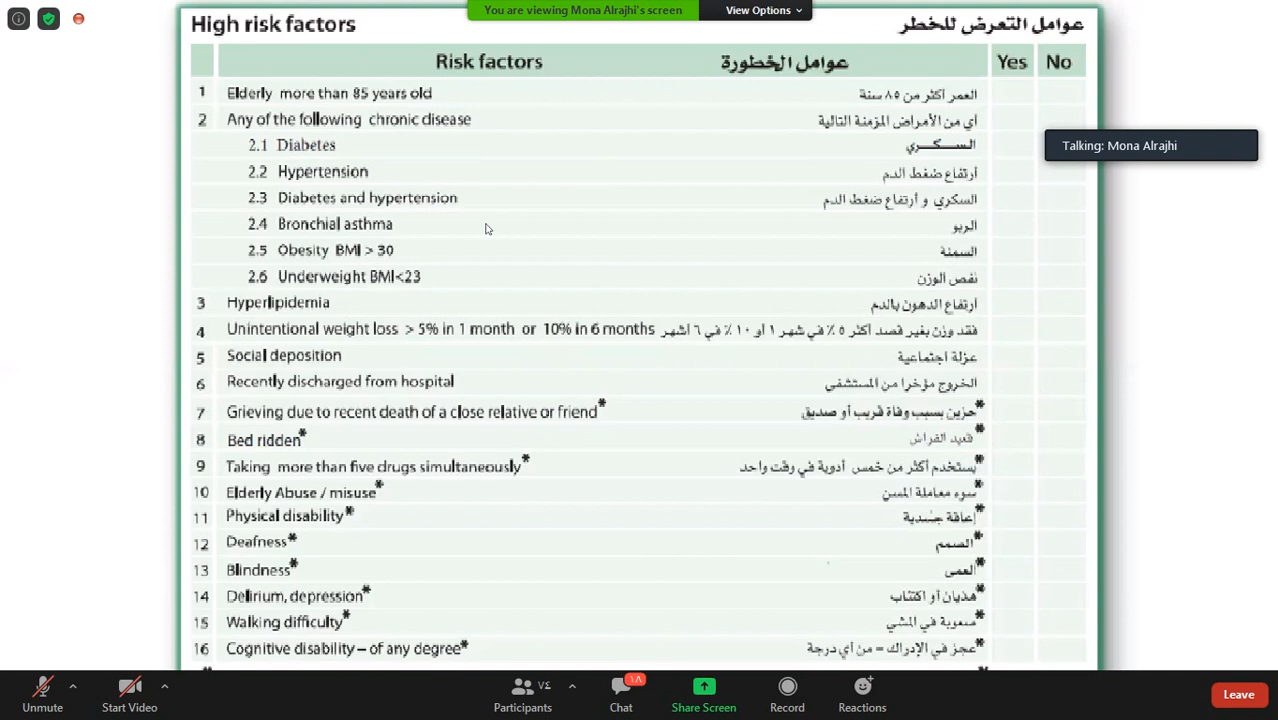 You are viewing Mona Alrajhi's screen View Options
High risk factors عوامل التعرض للخطر
Risk factors عوامل الخطورة Yes No
1 Elderly more than 85 years old العمر أكثر من ٨٥ سنة
2 Any of the following chronic disease أي من الأمراض المزمنة التالية
Talking: Mona Alrajhi
2.1 Diabetes الســكــري
2.2 Hypertension أرتفاع ضغط الدم
2.3 Diabetes and hypertension السكري و أرتفاع ضغط الدم
2.4 Bronchial asthma الربو
2.5 Obesity BMI > 30 السمنة
2.6 Underweight BMI<23 نقص الوزن
3 Hyperlipidemia أرتفاع الدهون بالدم
4 Unintentional weight loss > 5% in 1 month or 10% in 6 months فقد وزن بغير قصد أكثر ٥ ٪ في شهر ١ أو ١٠ ٪ في ٦ اشهر
5 Social deposition عزلة اجتماعية
6 Recently discharged from hospital الخروج مؤخرا من المستشفي
7 Grieving due to recent death of a close relative or friend* حزين بسبب وفاة قريب أو صديق*
8 Bed ridden* قعيد الفراش*
9 Taking more than five drugs simultaneously* يستخدم أكثر من خمس أدوية في وقت واحد*
10 Elderly Abuse / misuse* سوء معاملة المسن*
11 Physical disability* إعاقة جسدية*
12 Deafness* الصمم*
13 Blindness* العمى*
14 Delirium, depression* هذيان أو اكتئاب*
15 Walking difficulty* صعوبة في المشي*
16 Cognitive disability – of any degree* عجز في الإدراك = من أي درجة*
Unmute Start Video Participants ٧٤ Chat ١٨ Share Screen Record Reactions Leave